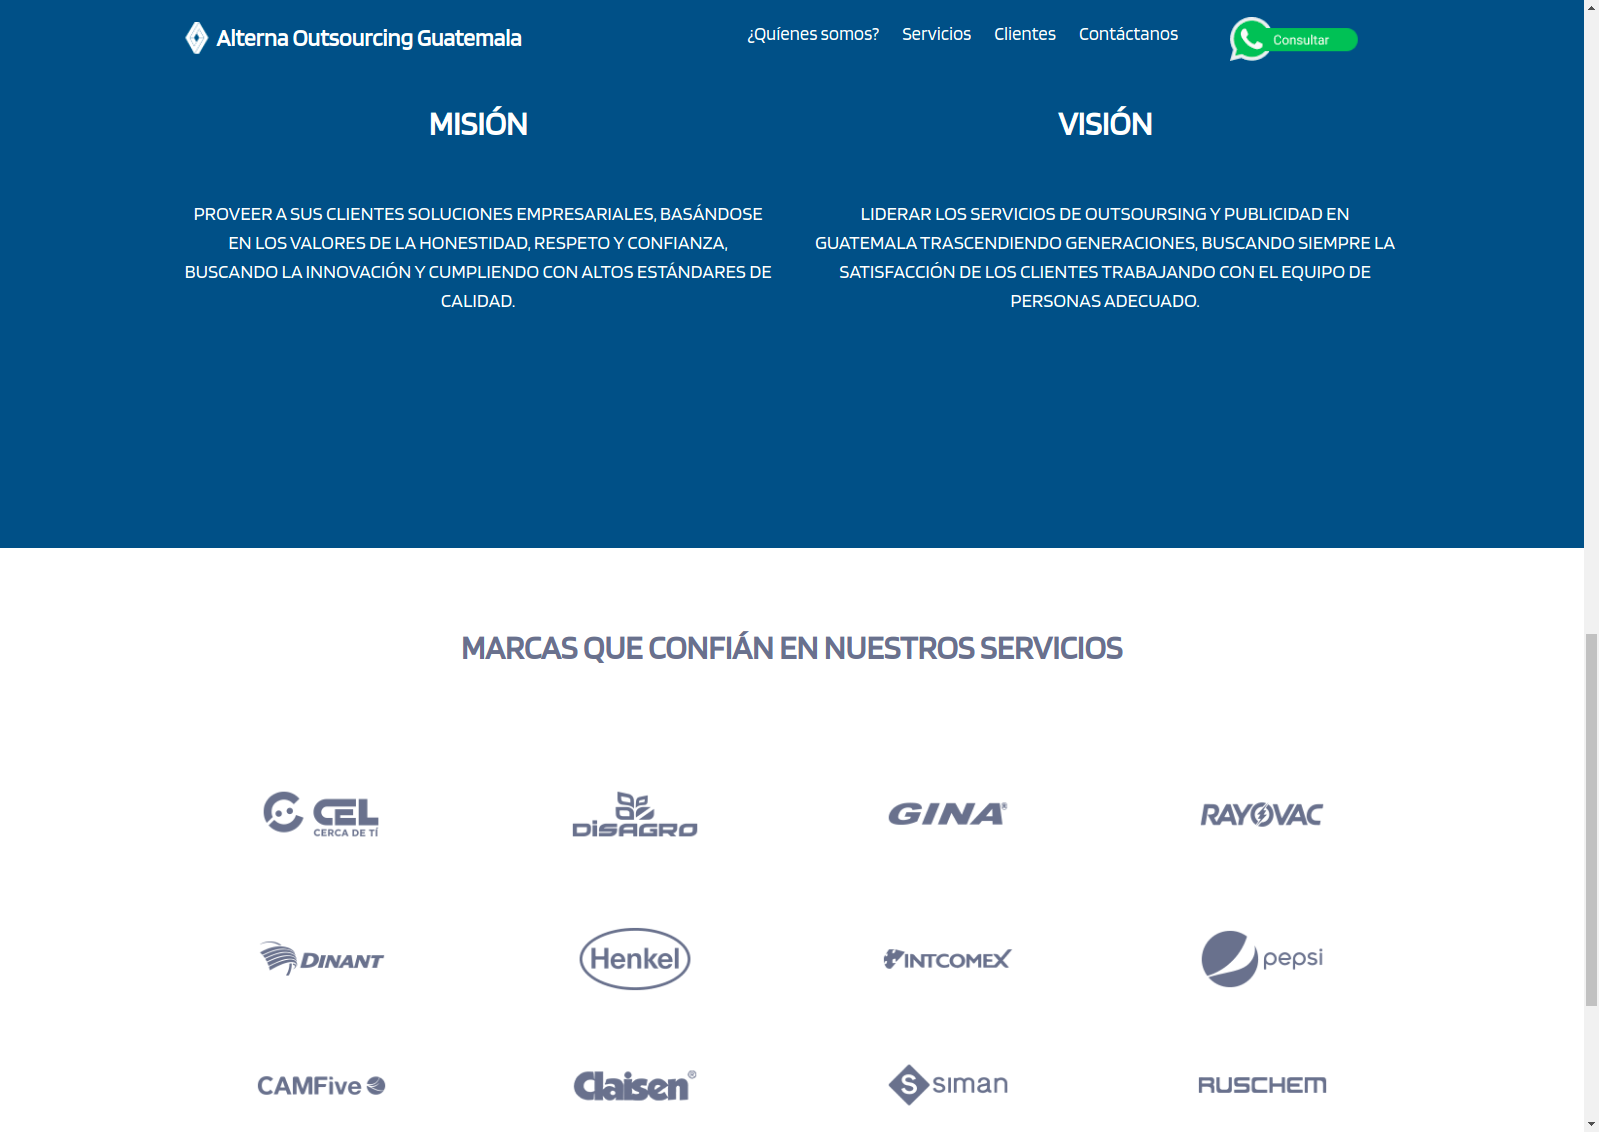 Alterna Outsourcing Guatemala
¿Quíenes somos? Servicios Clientes Contáctanos
Consultar
MISIÓN
PROVEER A SUS CLIENTES SOLUCIONES EMPRESARIALES, BASÁNDOSE
EN LOS VALORES DE LA HONESTIDAD, RESPETO Y CONFIANZA,
BUSCANDO LA INNOVACIÓN Y CUMPLIENDO CON ALTOS ESTÁNDARES DE
CALIDAD.
VISIÓN
LIDERAR LOS SERVICIOS DE OUTSOURSING Y PUBLICIDAD EN
GUATEMALA TRASCENDIENDO GENERACIONES, BUSCANDO SIEMPRE LA
SATISFACCIÓN DE LOS CLIENTES TRABAJANDO CON EL EQUIPO DE
PERSONAS ADECUADO.
MARCAS QUE CONFIÁN EN NUESTROS SERVICIOS
CEL
CERCA DE TÍ
DISAGRO
GINA®
RAYOVAC
DINANT
Henkel
INTCOMEX
pepsi
CAMFive
Claisen®
S SIMAN
RUSCHEM